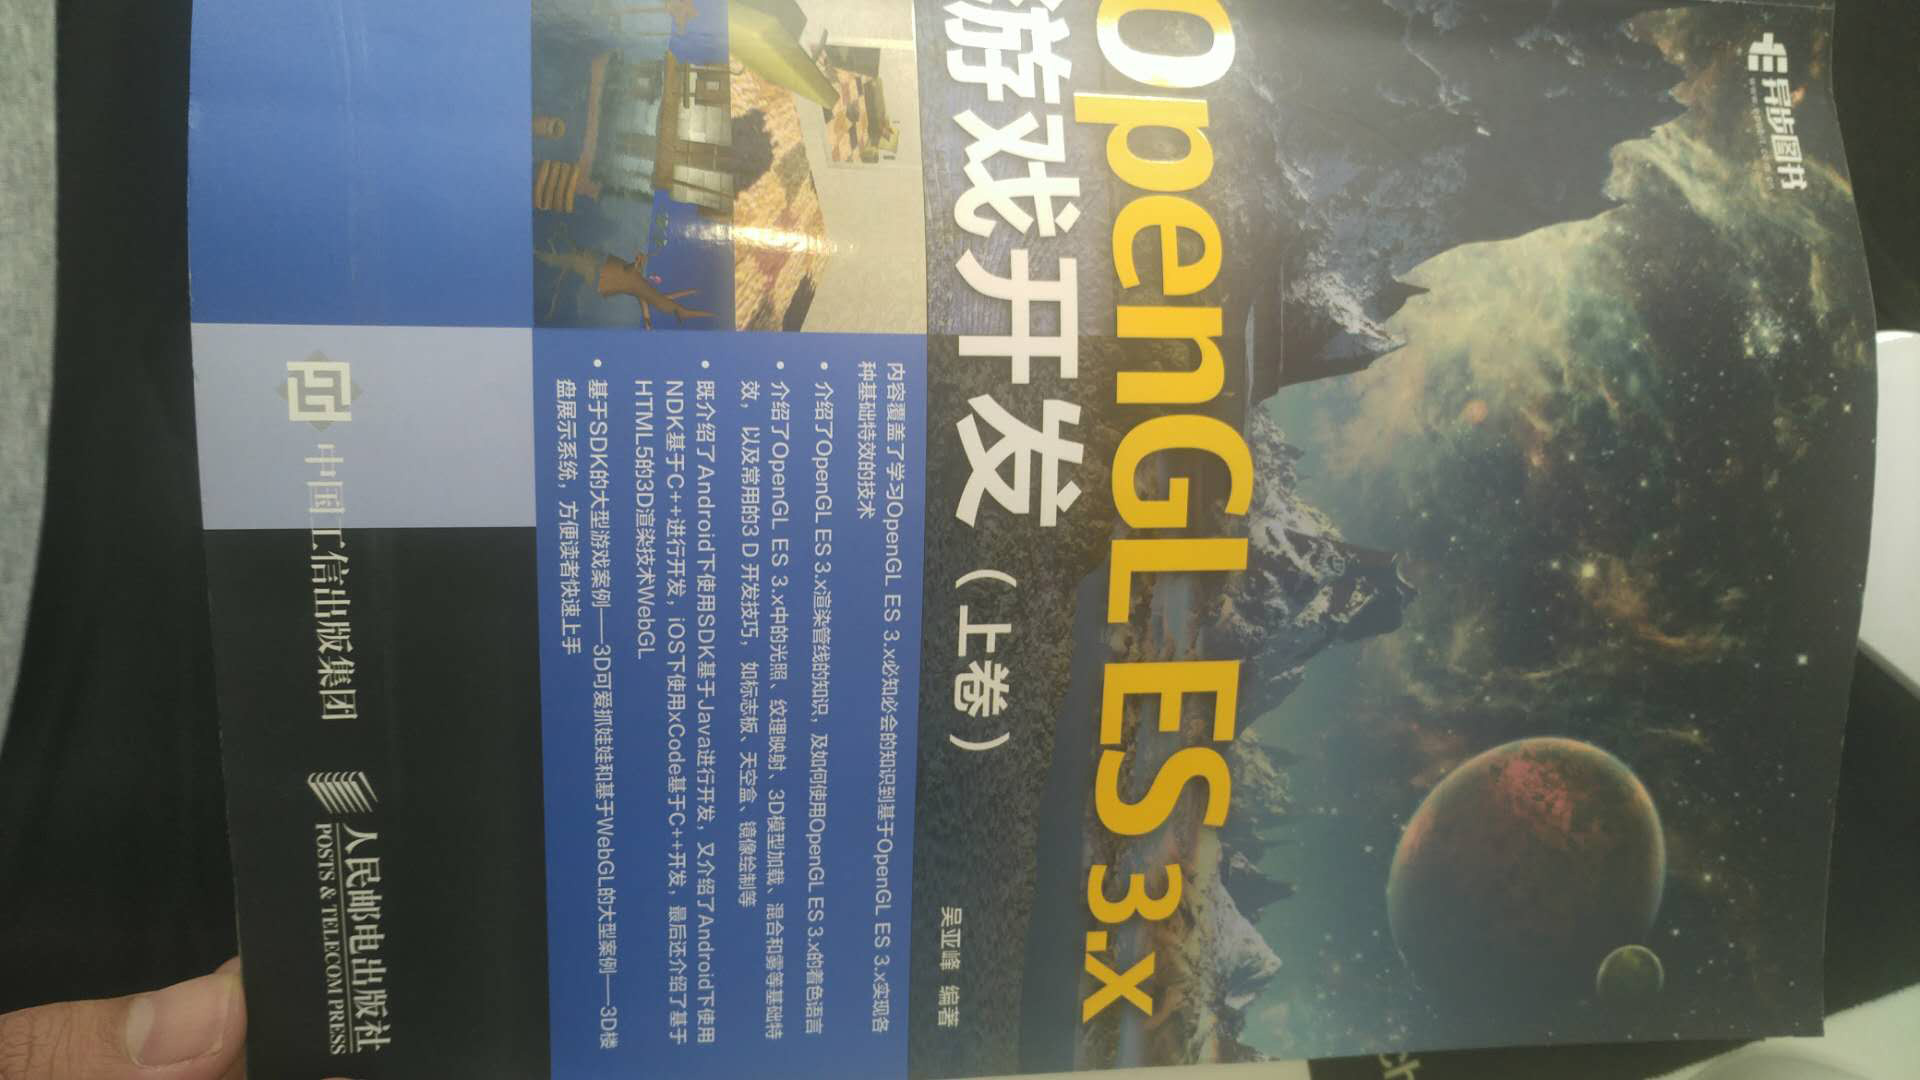 异步图书
OpenGL ES 3.x
游戏开发（上卷）
吴亚峰 编著
内容覆盖了学习OpenGL ES 3.x必知必会的知识到基于OpenGL ES 3.x实现各
种基础特效的技术
• 介绍了OpenGL ES 3.x渲染管线的知识，及如何使用OpenGL ES 3.x的着色语言
• 介绍了OpenGL ES 3.x中的光照、纹理映射、3D模型加载、混合和雾等基础特
效，以及常用的3D开发技巧，如标志板、天空盒、镜像绘制等
• 既介绍了Android下使用SDK基于Java进行开发，又介绍了Android下使用
NDK基于C++进行开发，iOS下使用xCode基于C++开发，最后还介绍了基于
HTML5的3D渲染技术WebGL
• 基于SDK的大型游戏案例——3D可爱抓娃娃和基于WebGL的大型案例——3D楼
盘展示系统，方便读者快速上手
中国工信出版集团
人民邮电出版社
POSTS & TELECOM PRESS